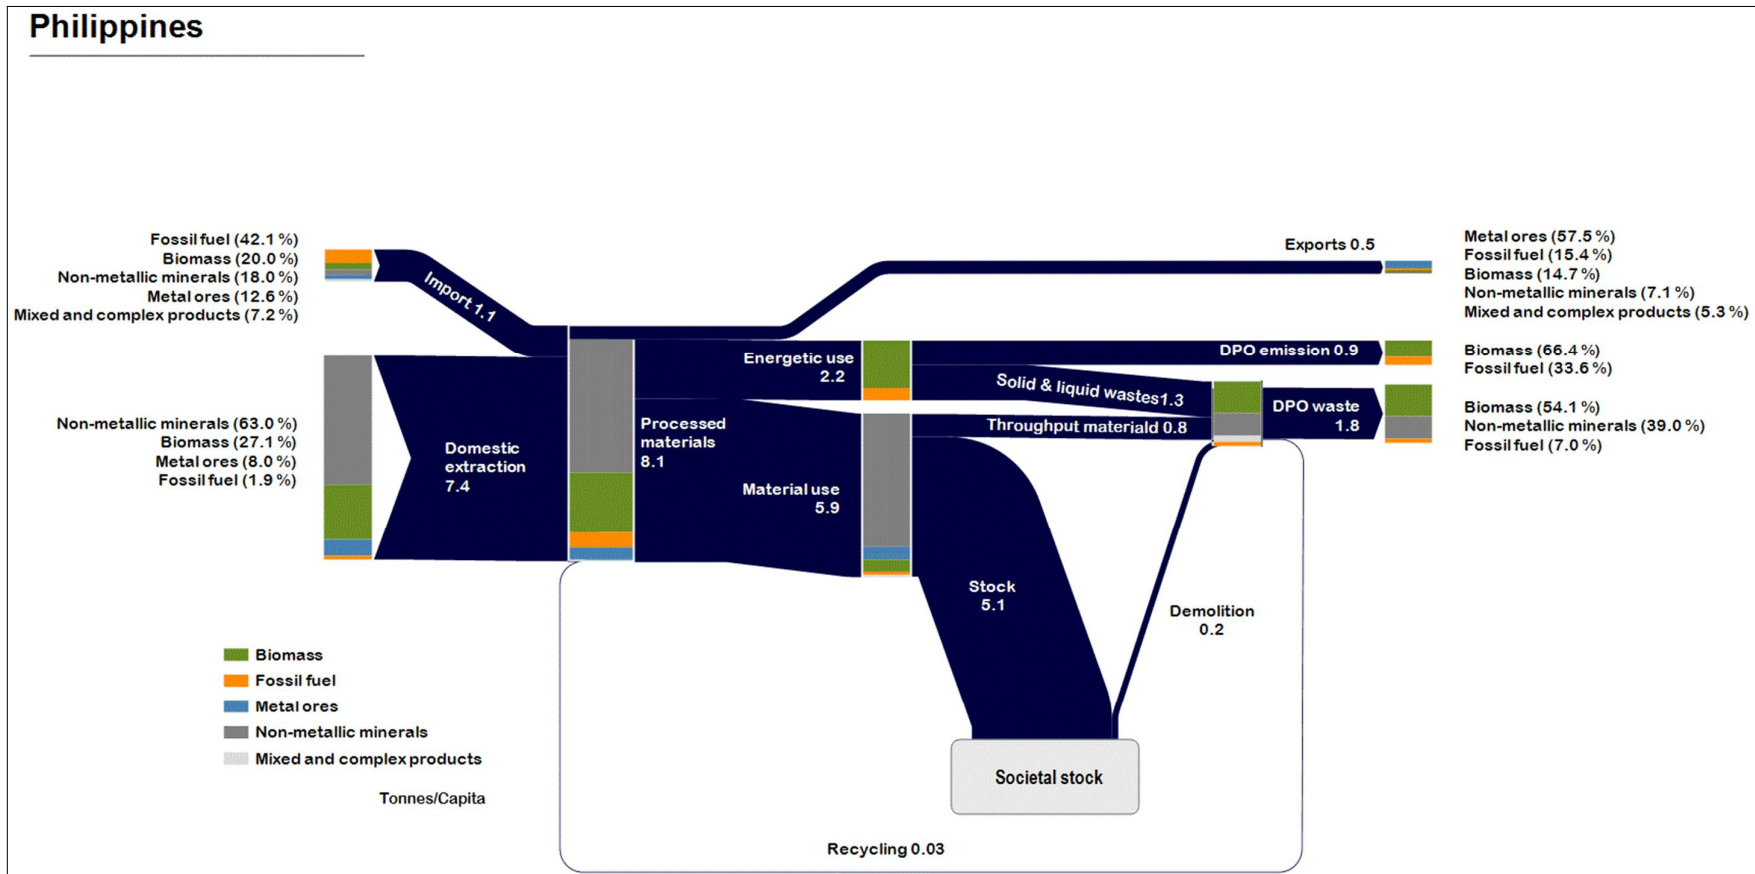 Philippines
Fossil fuel (42.1 %)
Biomass (20.0 %)
Non-metallic minerals (18.0 %)
Metal ores (12.6 %)
Mixed and complex products (7.2 %)
Import 1.1
Exports 0.5
Metal ores (57.5 %)
Fossil fuel (15.4 %)
Biomass (14.7 %)
Non-metallic minerals (7.1 %)
Mixed and complex products (5.3 %)
Non-metallic minerals (63.0 %)
Biomass (27.1 %)
Metal ores (8.0 %)
Fossil fuel (1.9 %)
Domestic
extraction
7.4
Processed
materials
8.1
Energetic use
2.2
Material use
5.9
DPO emission 0.9
Biomass (66.4 %)
Fossil fuel (33.6 %)
Solid & liquid wastes1.3
Throughput materiald 0.8
DPO waste
1.8
Biomass (54.1 %)
Non-metallic minerals (39.0 %)
Fossil fuel (7.0 %)
Stock
5.1
Demolition
0.2
Societal stock
Biomass
Fossil fuel
Metal ores
Non-metallic minerals
Mixed and complex products
Tonnes/Capita
Recycling 0.03